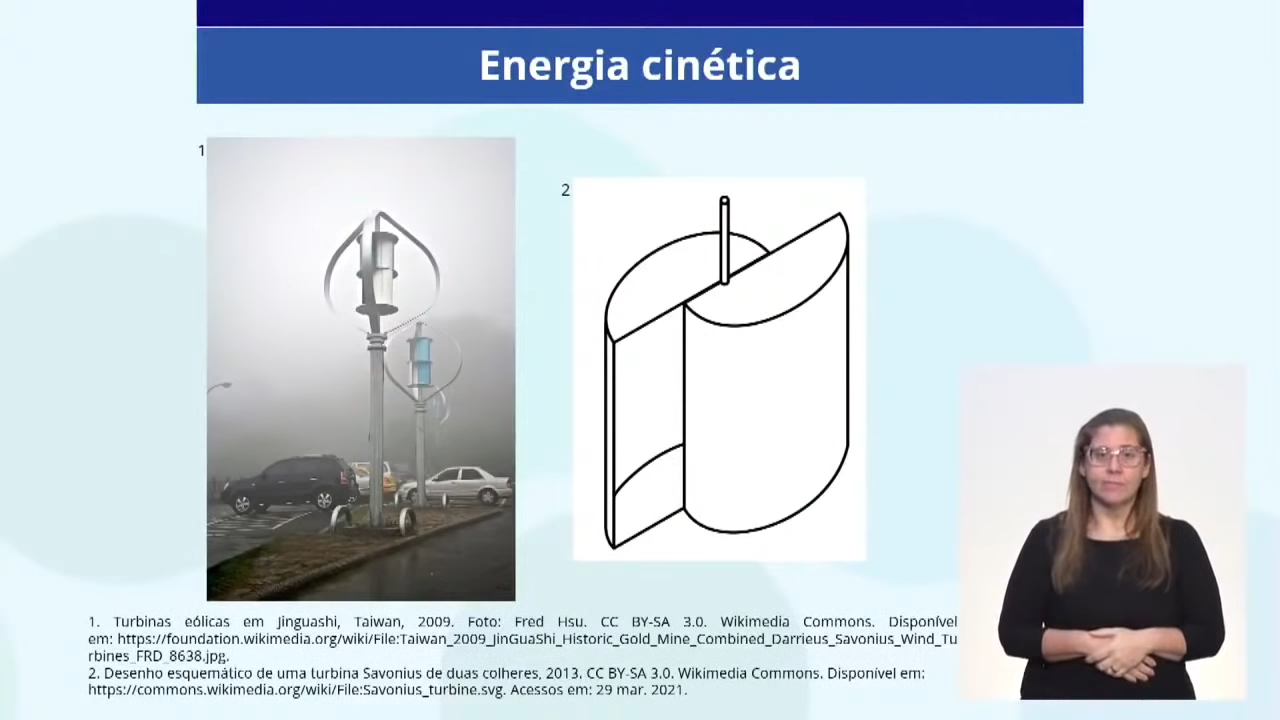 Energia cinética
1
2
1. Turbinas eólicas em Jinguashi, Taiwan, 2009. Foto: Fred Hsu. CC BY-SA 3.0. Wikimedia Commons. Disponível
em: https://foundation.wikimedia.org/wiki/File:Taiwan_2009_JinGuaShi_Historic_Gold_Mine_Combined_Darrieus_Savonius_Wind_Tu
rbines_FRD_8638.jpg.
2. Desenho esquemático de uma turbina Savonius de duas colheres, 2013. CC BY-SA 3.0. Wikimedia Commons. Disponível em:
https://commons.wikimedia.org/wiki/File:Savonius_turbine.svg. Acessos em: 29 mar. 2021.